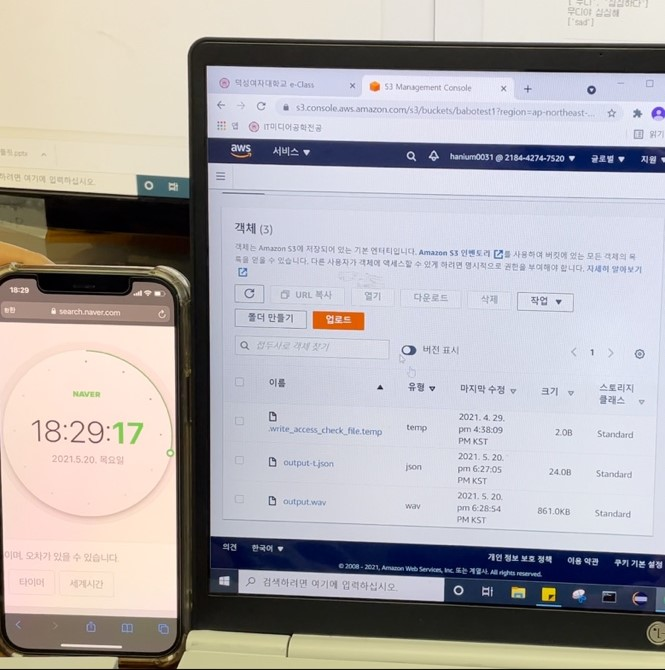 ['sad']
덕성여자대학교 e-Class
S3 Management Console
s3.console.aws.amazon.com/s3/buckets/babotest1?region=ap-northeast-...
앱
IT미디어공학전공
읽기
aws
서비스
hanium0031 @ 2184-4274-7520
글로벌
지원
객체 (3)
객체는 Amazon S3에 저장되어 있는 기본 엔터티입니다. Amazon S3 인벤토리 를 사용하여 버킷에 있는 모든 객체의 목
록을 얻을 수 있습니다. 다른 사용자가 객체에 액세스할 수 있게 하려면 명시적으로 권한을 부여해야 합니다. 자세히 알아보기
URL 복사
열기
다운로드
삭제
작업
폴더 만들기
업로드
접두사로 객체 찾기
버전 표시
1
이름
유형
마지막 수정
크기
스토리지
클래스
.write_access_check_file.temp
temp
2021. 4. 29.
pm 4:38:09
PM KST
2.0B
Standard
output-t.json
json
2021. 5. 20.
pm 6:27:05
PM KST
24.0B
Standard
output.wav
wav
2021. 5. 20.
pm 6:28:54
PM KST
861.0KB
Standard
의견
한국어
개인 정보 보호 정책
이용 약관
쿠키 기본 설정
© 2008 - 2021, Amazon Web Services, Inc. 또는 계열사. All rights reserved.
검색하려면 여기에 입력하십시오.
하려면 여기에 입력하십시오.
18:29
search.naver.com
NAVER
18:29:17
2021.5.20. 목요일
이며, 오차가 있을 수 있습니다
타이머
세계시간